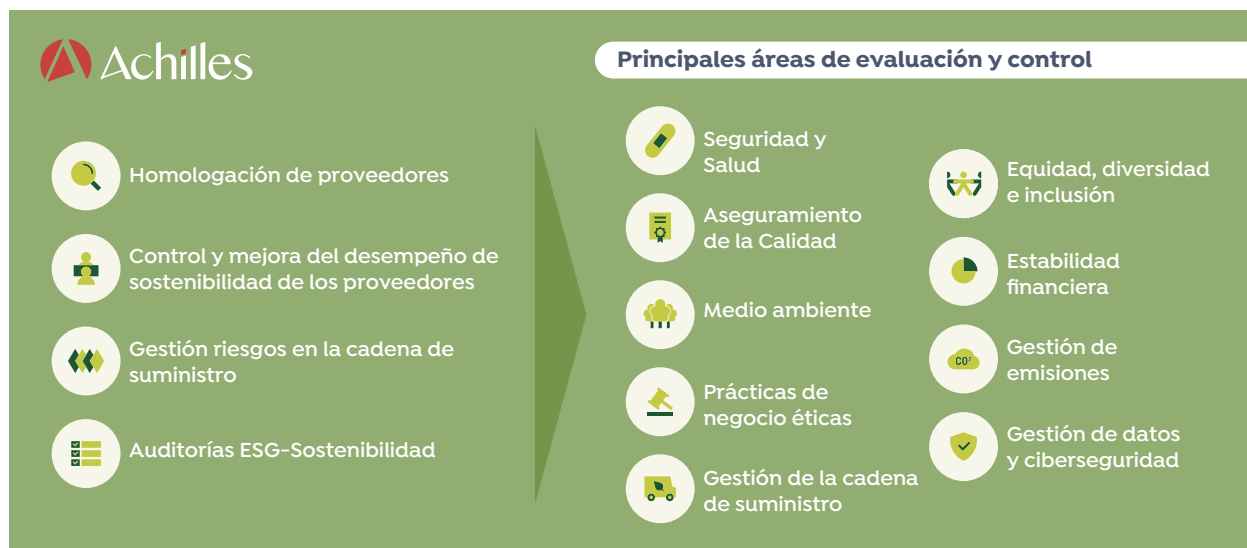 Achilles
Homologación de proveedores
Control y mejora del desempeño de
sostenibilidad de los proveedores
Gestión riesgos en la cadena de
suministro
Auditorías ESG-Sostenibilidad
Principales áreas de evaluación y control
Seguridad y
Salud
Aseguramiento
de la Calidad
Medio ambiente
Prácticas de
negocio éticas
Gestión de la cadena
de suministro
Equidad, diversidad
e inclusión
Estabilidad
financiera
CO²
Gestión de
emisiones
Gestión de datos
y ciberseguridad